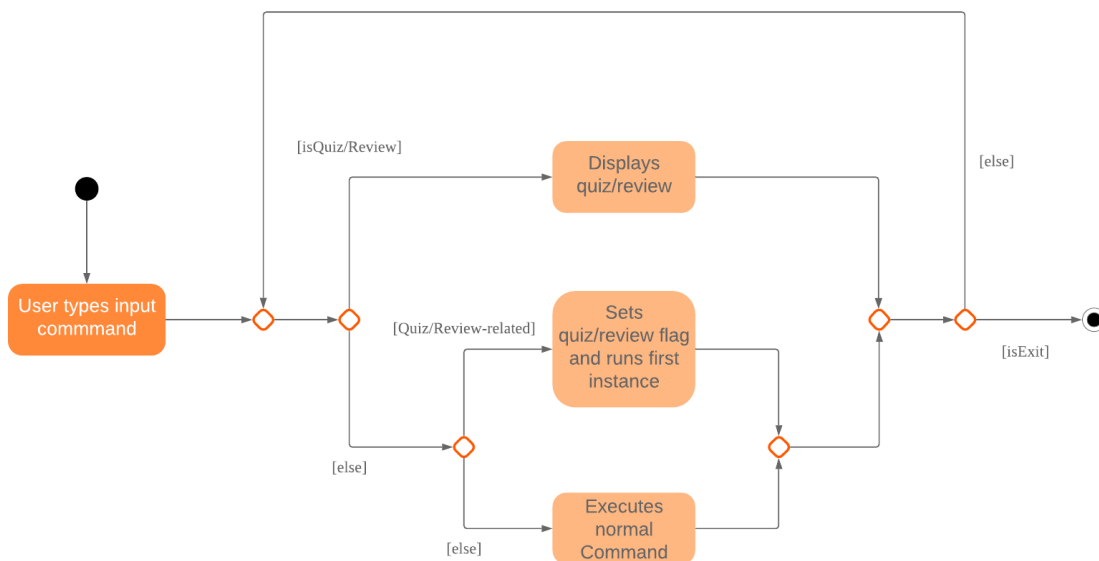 [isQuiz/Review]
Displays
quiz/review
[else]
User types input
commmand
[Quiz/Review-related]
Sets
quiz/review flag
and runs first
instance
[isExit]
[else]
Executes
normal
Command
[else]